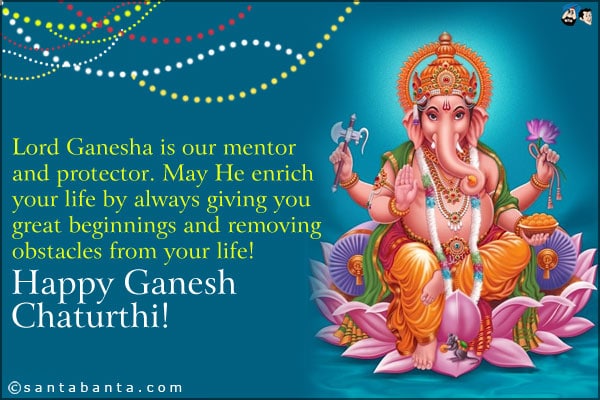 Lord Ganesha is our mentor
and protector. May He enrich
your life by always giving you
great beginnings and removing
obstacles from your life!
Happy Ganesh
Chaturthi!
©santabanta.com